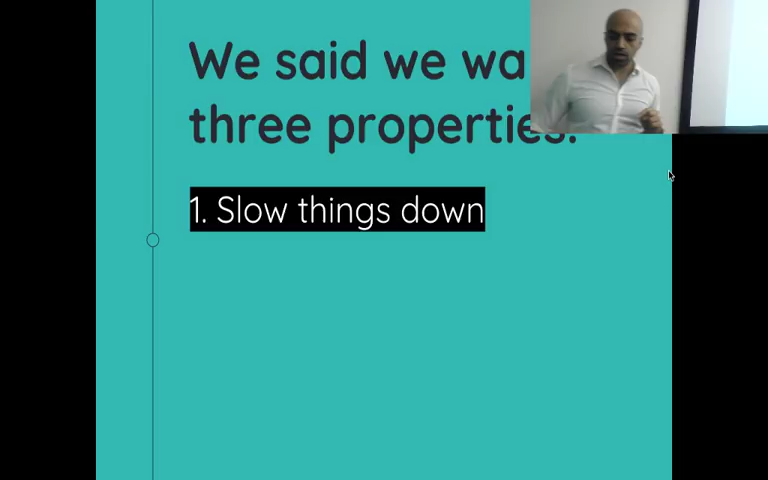 We said we wa
three properties.
1. Slow things down